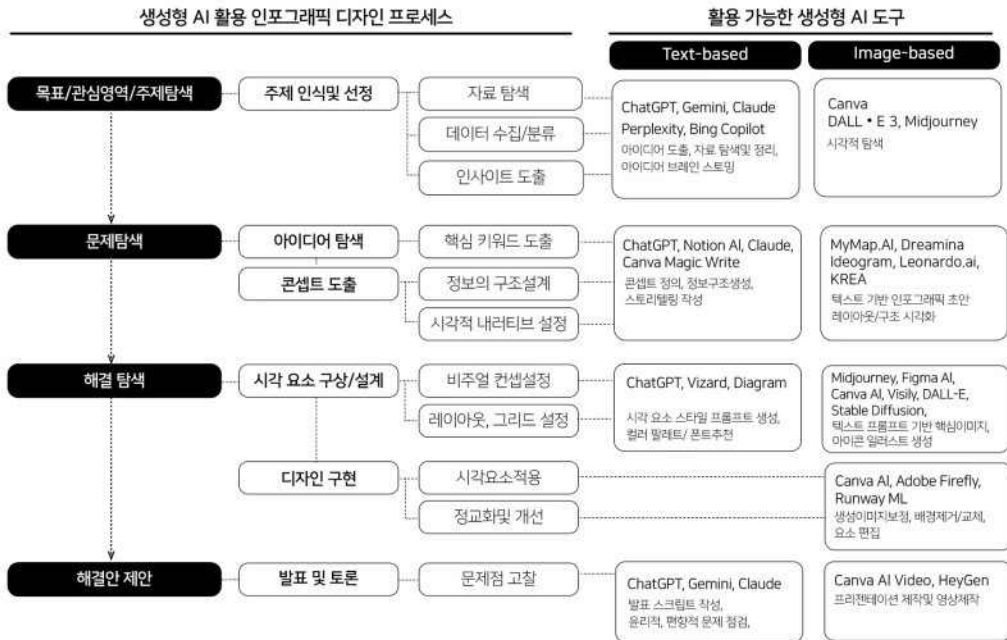 생성형 AI 활용 인포그래픽 디자인 프로세스
활용 가능한 생성형 AI 도구
Text-based
Image-based
목표/관심영역/주제탐색
주제 인식및 선정
자료 탐색
데이터 수집/분류
인사이트 도출
ChatGPT, Gemini, Claude
Perplexity, Bing Copilot
아이디어 도출, 자료 탐색및 정리,
아이디어 브레인 스토밍
Canva
DALL • E 3, Midjourney
시각적 탐색
문제탐색
아이디어 탐색
콘셉트 도출
핵심 키워드 도출
정보의 구조설계
시각적 내러티브 설정
ChatGPT, Notion AI, Claude,
Canva Magic Write
콘셉트 정의, 정보구조생성,
스토리텔링 작성
MyMap.AI, Dreamina
Ideogram, Leonardo.ai,
KREA
텍스트 기반 인포그래픽 초안
레이아웃/구조 시각화
해결 탐색
시각 요소 구상/설계
비주얼 컨셉설정
레이아웃, 그리드 설정
ChatGPT, Vizard, Diagram
시각 요소 스타일 프롬프트 생성,
컬러 팔레트/ 폰트추천
Midjourney, Figma AI,
Canva AI, Visily, DALL-E,
Stable Diffusion,
텍스트 프롬프트 기반 핵심이미지,
아이콘 일러스트 생성
디자인 구현
시각요소적용
정교화및 개선
Canva AI, Adobe Firefly,
Runway ML
생성이미지보정, 배경제거/교체,
요소 편집
해결안 제안
발표 및 토론
문제점 고찰
ChatGPT, Gemini, Claude
발표 스크립트 작성,
윤리적, 편향적 문제 점검,
Canva AI Video, HeyGen
프리젠테이션 제작및 영상제작